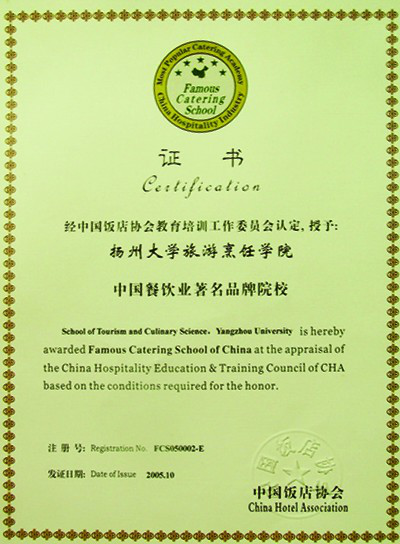 Most Popular Catering Academy
Famous
Catering
School
China Hospitality Industry
证书
Certification
经中国饭店协会教育培训工作委员会认定，授予：
扬州大学旅游烹饪学院
中国餐饮业著名品牌院校
School of Tourism and Culinary Science，Yangzhou University is hereby
awarded Famous Catering School of China at the appraisal of
the China Hospitality Education & Training Council of CHA
based on the conditions required for the honor.
注册号: Registration No. FCS050002-E
发证日期: Date of Issue 2005.10
中国饭店协会
China Hotel Association